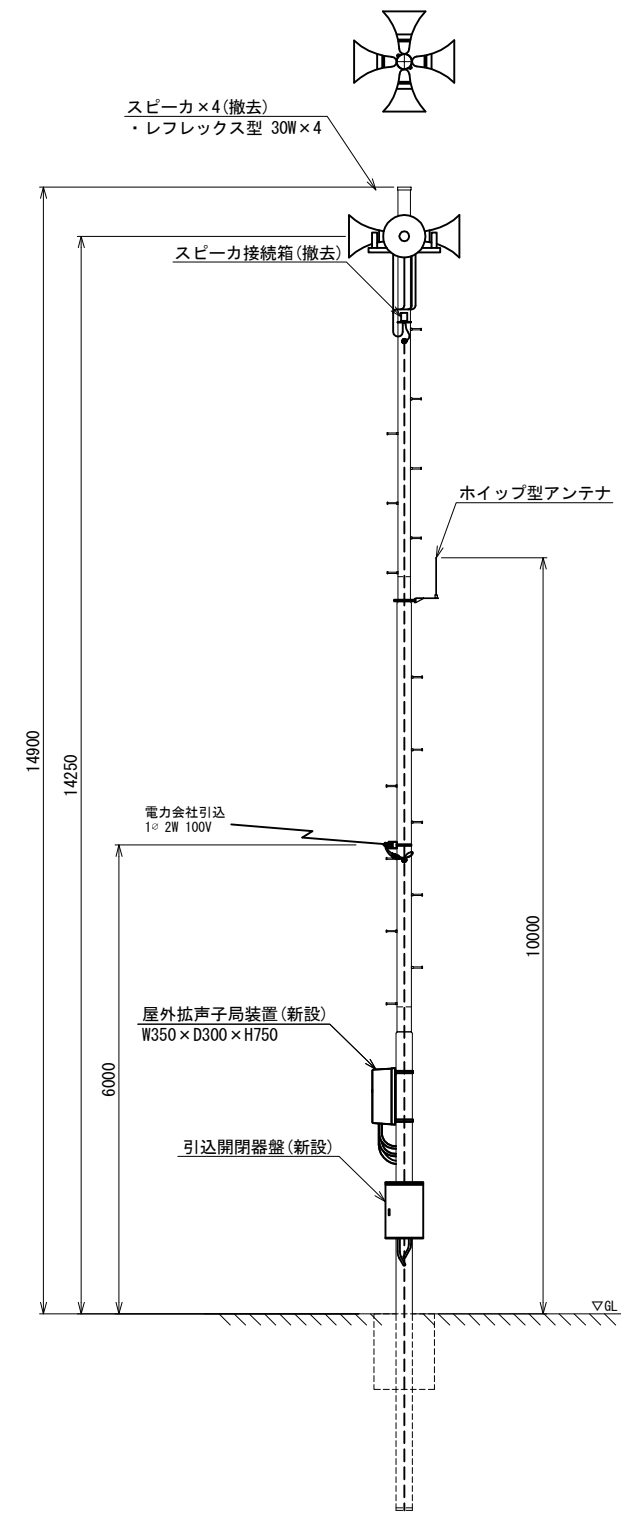 スピーカ×4(撤去)
・レフレックス型 30W×4
スピーカ接続箱(撤去)
ホイップ型アンテナ
14900
14250
電力会社引込
1∅ 2W 100V
10000
屋外拡声子局装置(新設)
W350×D300×H750
6000
引込開閉器盤(新設)
▽GL